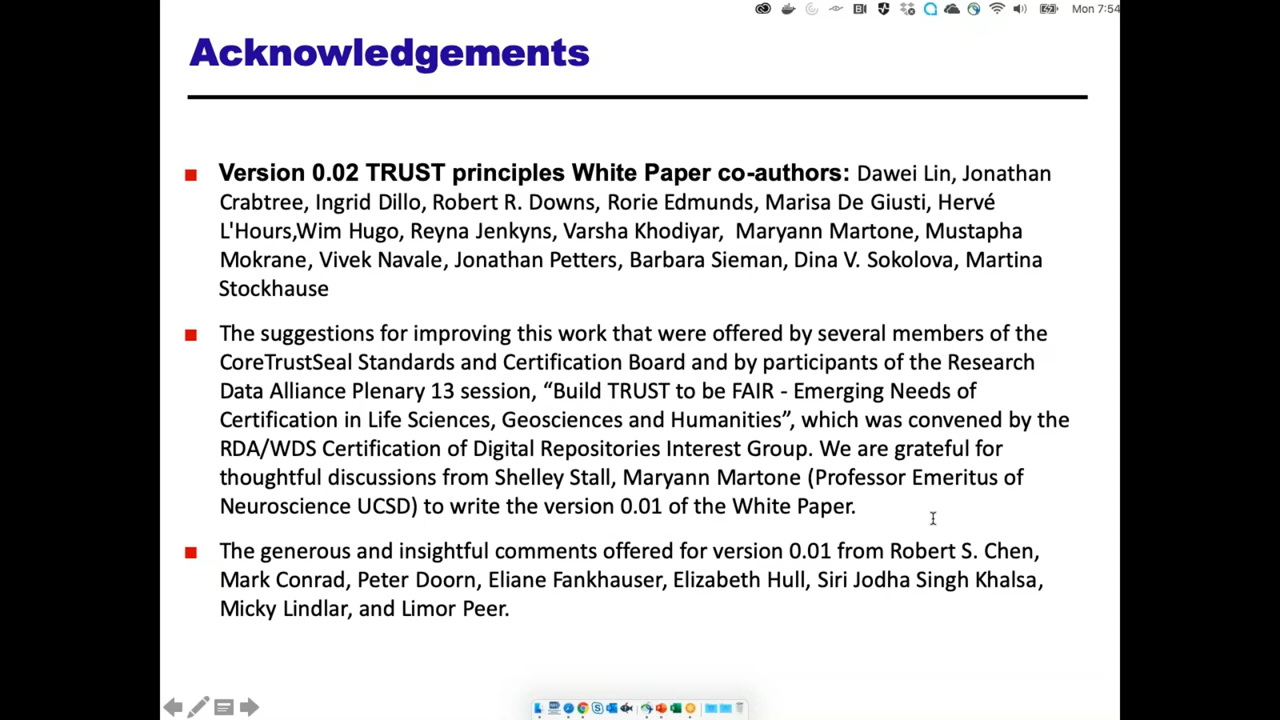 Mon 7:54
Acknowledgements
Version 0.02 TRUST principles White Paper co-authors: Dawei Lin, Jonathan
Crabtree, Ingrid Dillo, Robert R. Downs, Rorie Edmunds, Marisa De Giusti, Hervé
L'Hours,Wim Hugo, Reyna Jenkyns, Varsha Khodiyar, Maryann Martone, Mustapha
Mokrane, Vivek Navale, Jonathan Petters, Barbara Sieman, Dina V. Sokolova, Martina
Stockhause
The suggestions for improving this work that were offered by several members of the
CoreTrustSeal Standards and Certification Board and by participants of the Research
Data Alliance Plenary 13 session, “Build TRUST to be FAIR - Emerging Needs of
Certification in Life Sciences, Geosciences and Humanities”, which was convened by the
RDA/WDS Certification of Digital Repositories Interest Group. We are grateful for
thoughtful discussions from Shelley Stall, Maryann Martone (Professor Emeritus of
Neuroscience UCSD) to write the version 0.01 of the White Paper.
The generous and insightful comments offered for version 0.01 from Robert S. Chen,
Mark Conrad, Peter Doorn, Eliane Fankhauser, Elizabeth Hull, Siri Jodha Singh Khalsa,
Micky Lindlar, and Limor Peer.